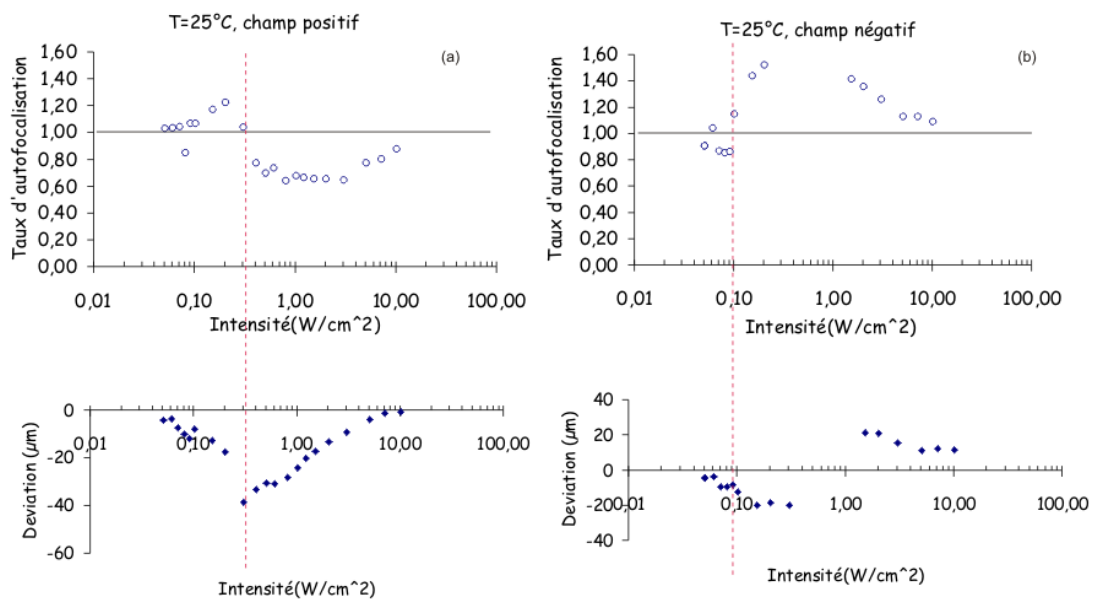 T=25°C, champ positif
(a)
Taux d'autofocalisation
1,60
1,40
1,20
1,00
0,80
0,60
0,40
0,20
0,00
0,01 0,10 1,00 10,00 100,00
Intensité(W/cm^2)
T=25°C, champ négatif
(b)
Taux d'autofocalisation
1,60
1,40
1,20
1,00
0,80
0,60
0,40
0,20
0,00
0,01 0,10 1,00 10,00 100,00
Intensité(W/cm^2)
Deviation (µm)
0
-20
-40
-60
0,01 0,10 1,00 10,00 100,00
Intensité(W/cm^2)
Deviation (µm)
40
20
0
-20
-40
0,01 0,10 1,00 10,00 100,00
Intensité(W/cm^2)